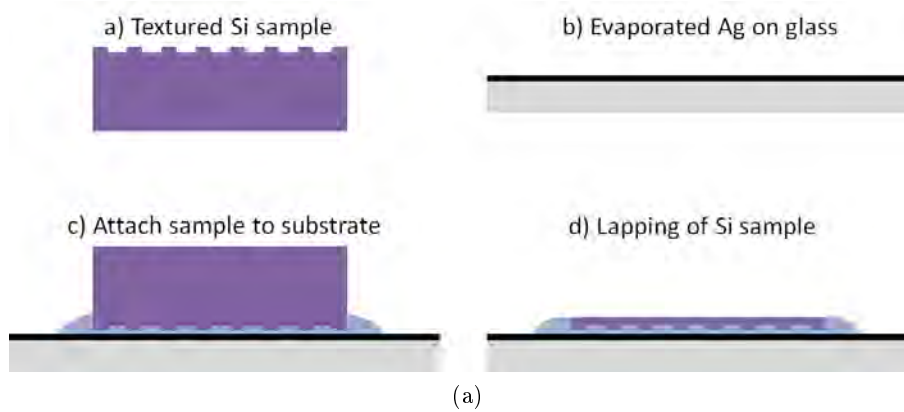 a) Textured Si sample
b) Evaporated Ag on glass
c) Attach sample to substrate
d) Lapping of Si sample
(a)